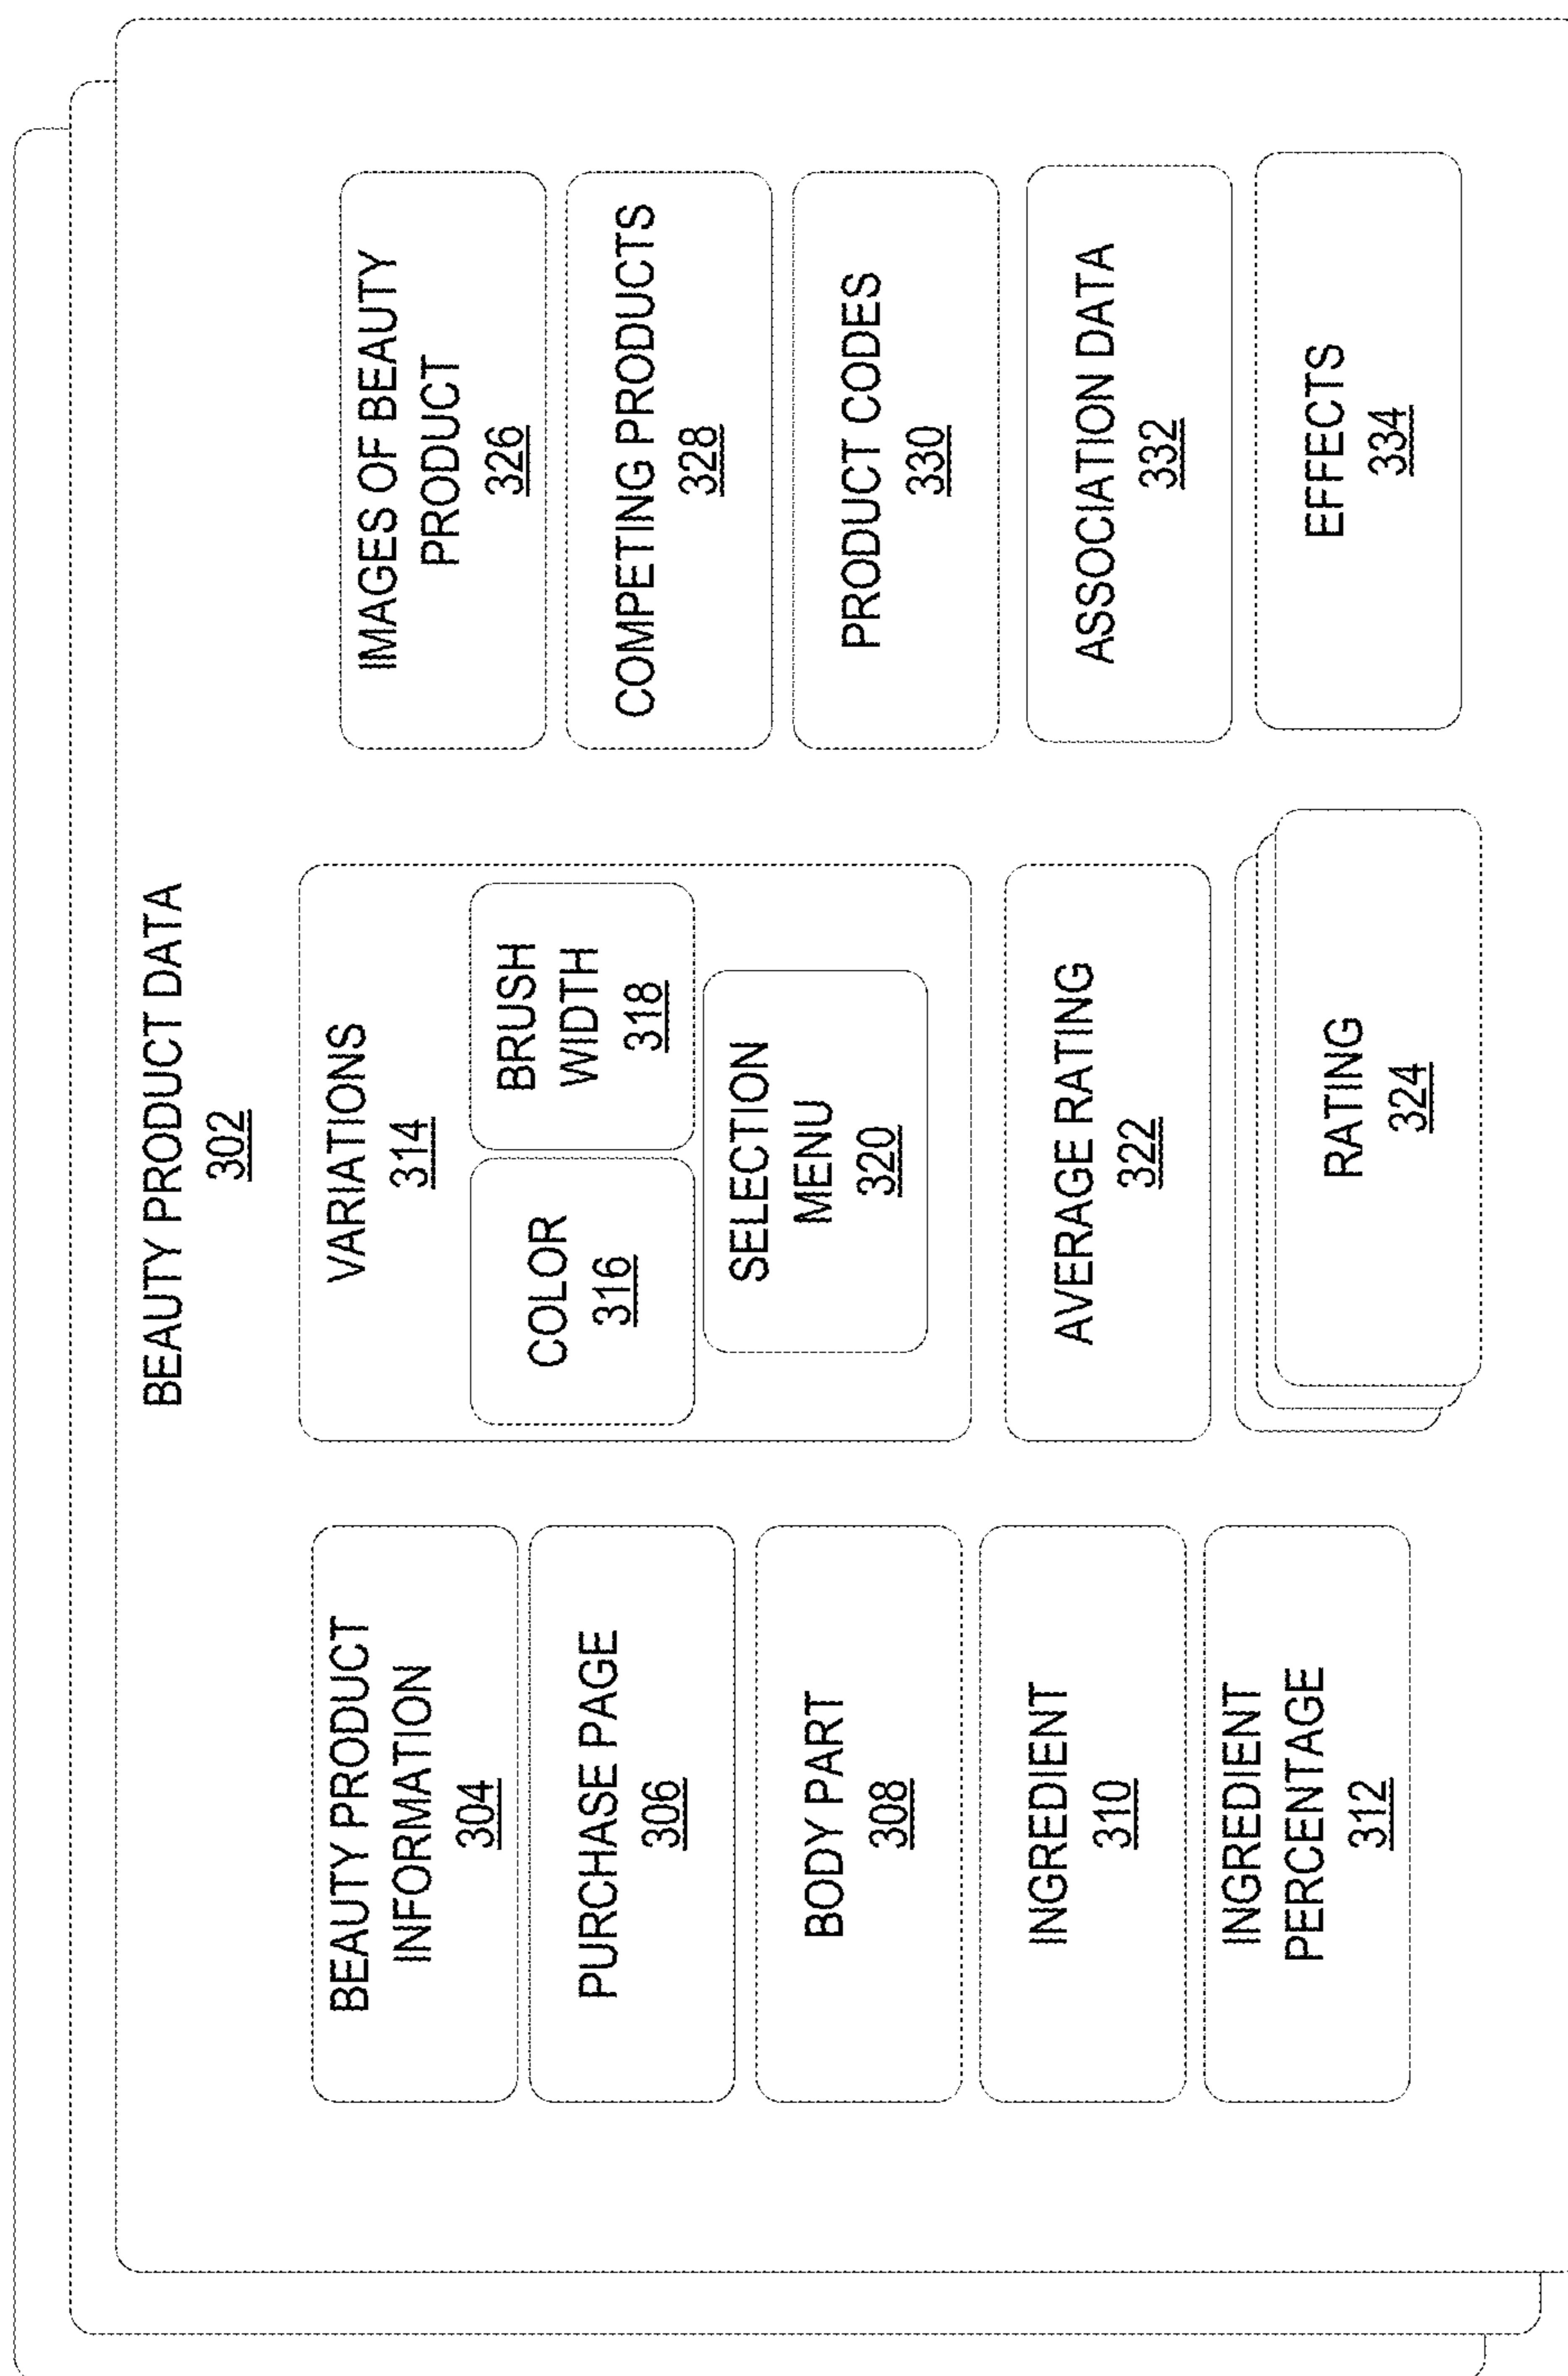 BEAUTY PRODUCT DATA
302
BEAUTY PRODUCT
INFORMATION
304
PURCHASE PAGE
306
BODY PART
308
INGREDIENT
310
INGREDIENT
PERCENTAGE
312
VARIATIONS
314
COLOR
316
BRUSH
WIDTH
318
SELECTION
MENU
320
AVERAGE RATING
322
RATING
324
IMAGES OF BEAUTY
PRODUCT
326
COMPETING PRODUCTS
328
PRODUCT CODES
330
ASSOCIATION DATA
332
EFFECTS
334